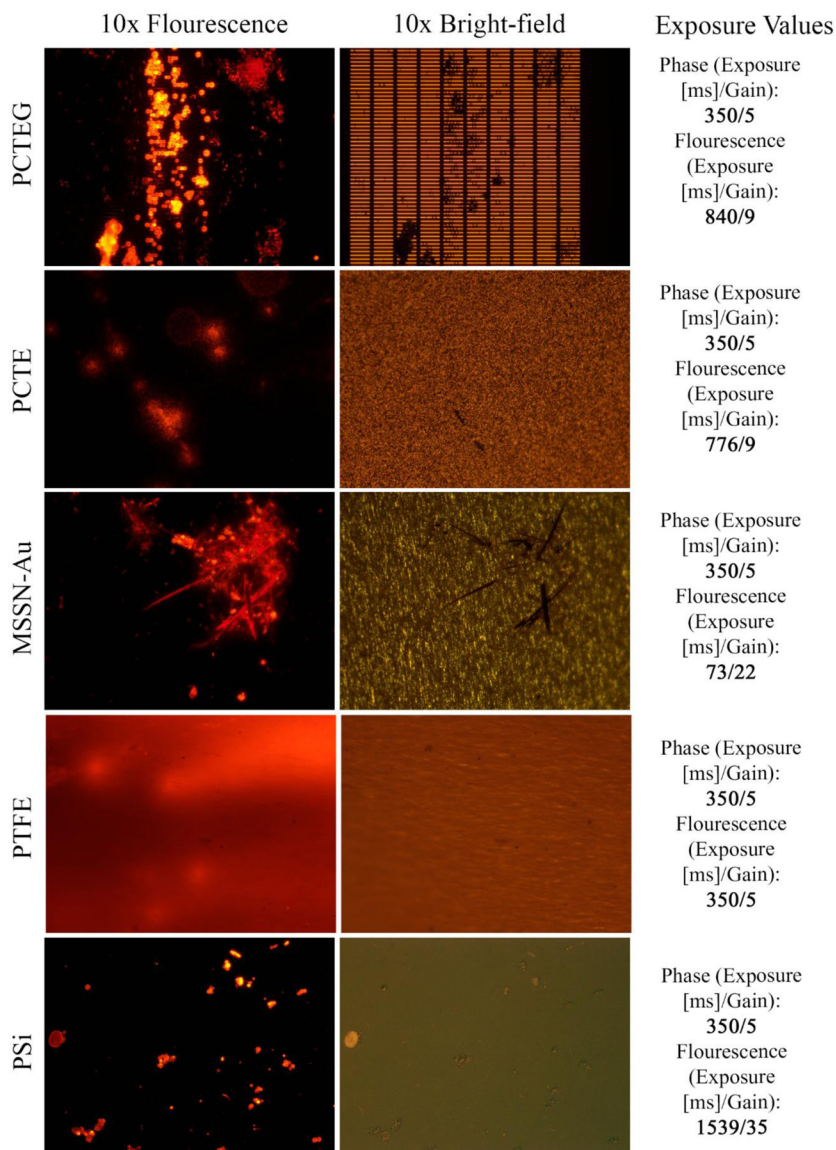 10x Flourescence
10x Bright-field
Exposure Values
PCTEG
Phase (Exposure
[ms]/Gain):
350/5
Flourescence
(Exposure
[ms]/Gain):
840/9
PCTE
Phase (Exposure
[ms]/Gain):
350/5
Flourescence
(Exposure
[ms]/Gain):
776/9
MSSN-Au
Phase (Exposure
[ms]/Gain):
350/5
Flourescence
(Exposure
[ms]/Gain):
73/22
PTFE
Phase (Exposure
[ms]/Gain):
350/5
Flourescence
(Exposure
[ms]/Gain):
350/5
PSi
Phase (Exposure
[ms]/Gain):
350/5
Flourescence
(Exposure
[ms]/Gain):
1539/35